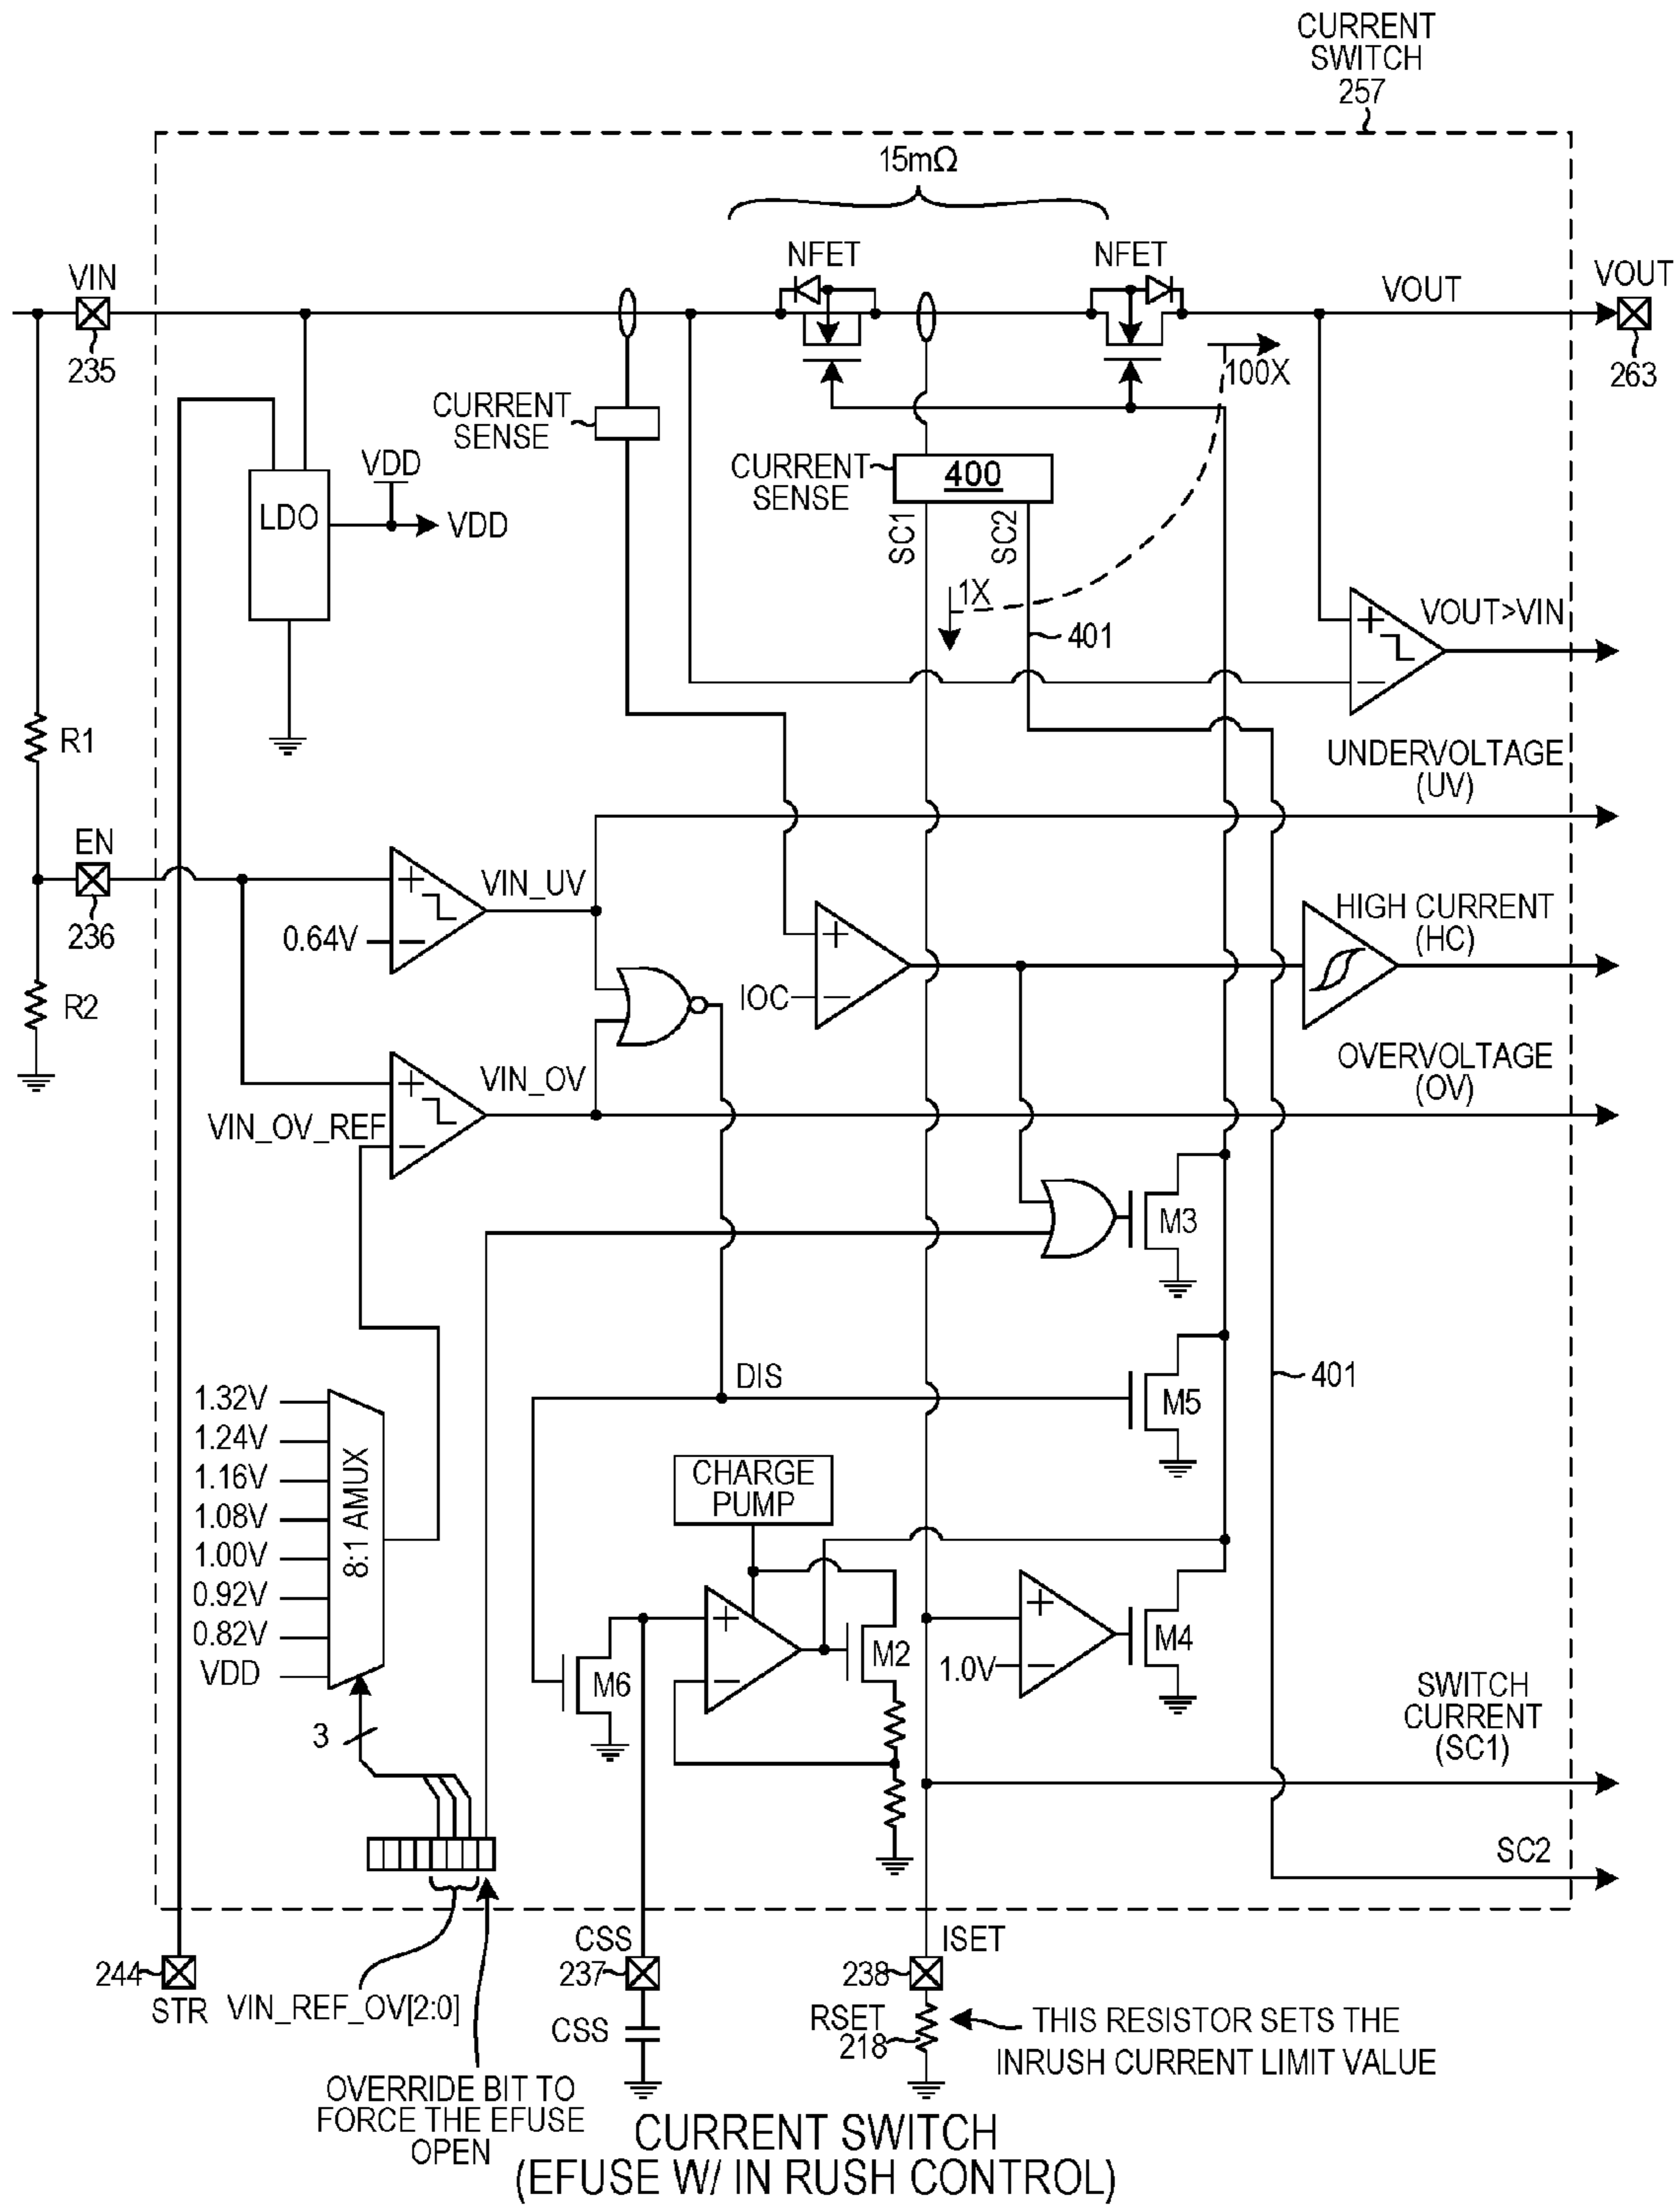 CURRENT
SWITCH
257
15mΩ
NFET
NFET
VIN
235
VOUT
VOUT
263
100X
CURRENT
SENSE
CURRENT
SENSE
400
SC1
SC2
VDD
VDD
LDO
1X
401
VOUT>VIN
+
−
R1
UNDERVOLTAGE
(UV)
EN
236
+
0.64V
−
VIN_UV
HIGH CURRENT
(HC)
+
IOC
−
R2
OVERVOLTAGE
(OV)
VIN_OV
+
VIN_OV_REF
−
M3
DIS
M5
401
1.32V
1.24V
1.16V
1.08V
1.00V
0.92V
0.82V
VDD
8:1 AMUX
CHARGE
PUMP
+
−
M2
M6
+
1.0V
−
M4
3
SWITCH
CURRENT
(SC1)
SC2
244
STR
VIN_REF_OV[2:0]
CSS
237
CSS
ISET
238
RSET
218
THIS RESISTOR SETS THE
INRUSH CURRENT LIMIT VALUE
OVERRIDE BIT TO
FORCE THE EFUSE
OPEN
CURRENT SWITCH
(EFUSE W/ IN RUSH CONTROL)